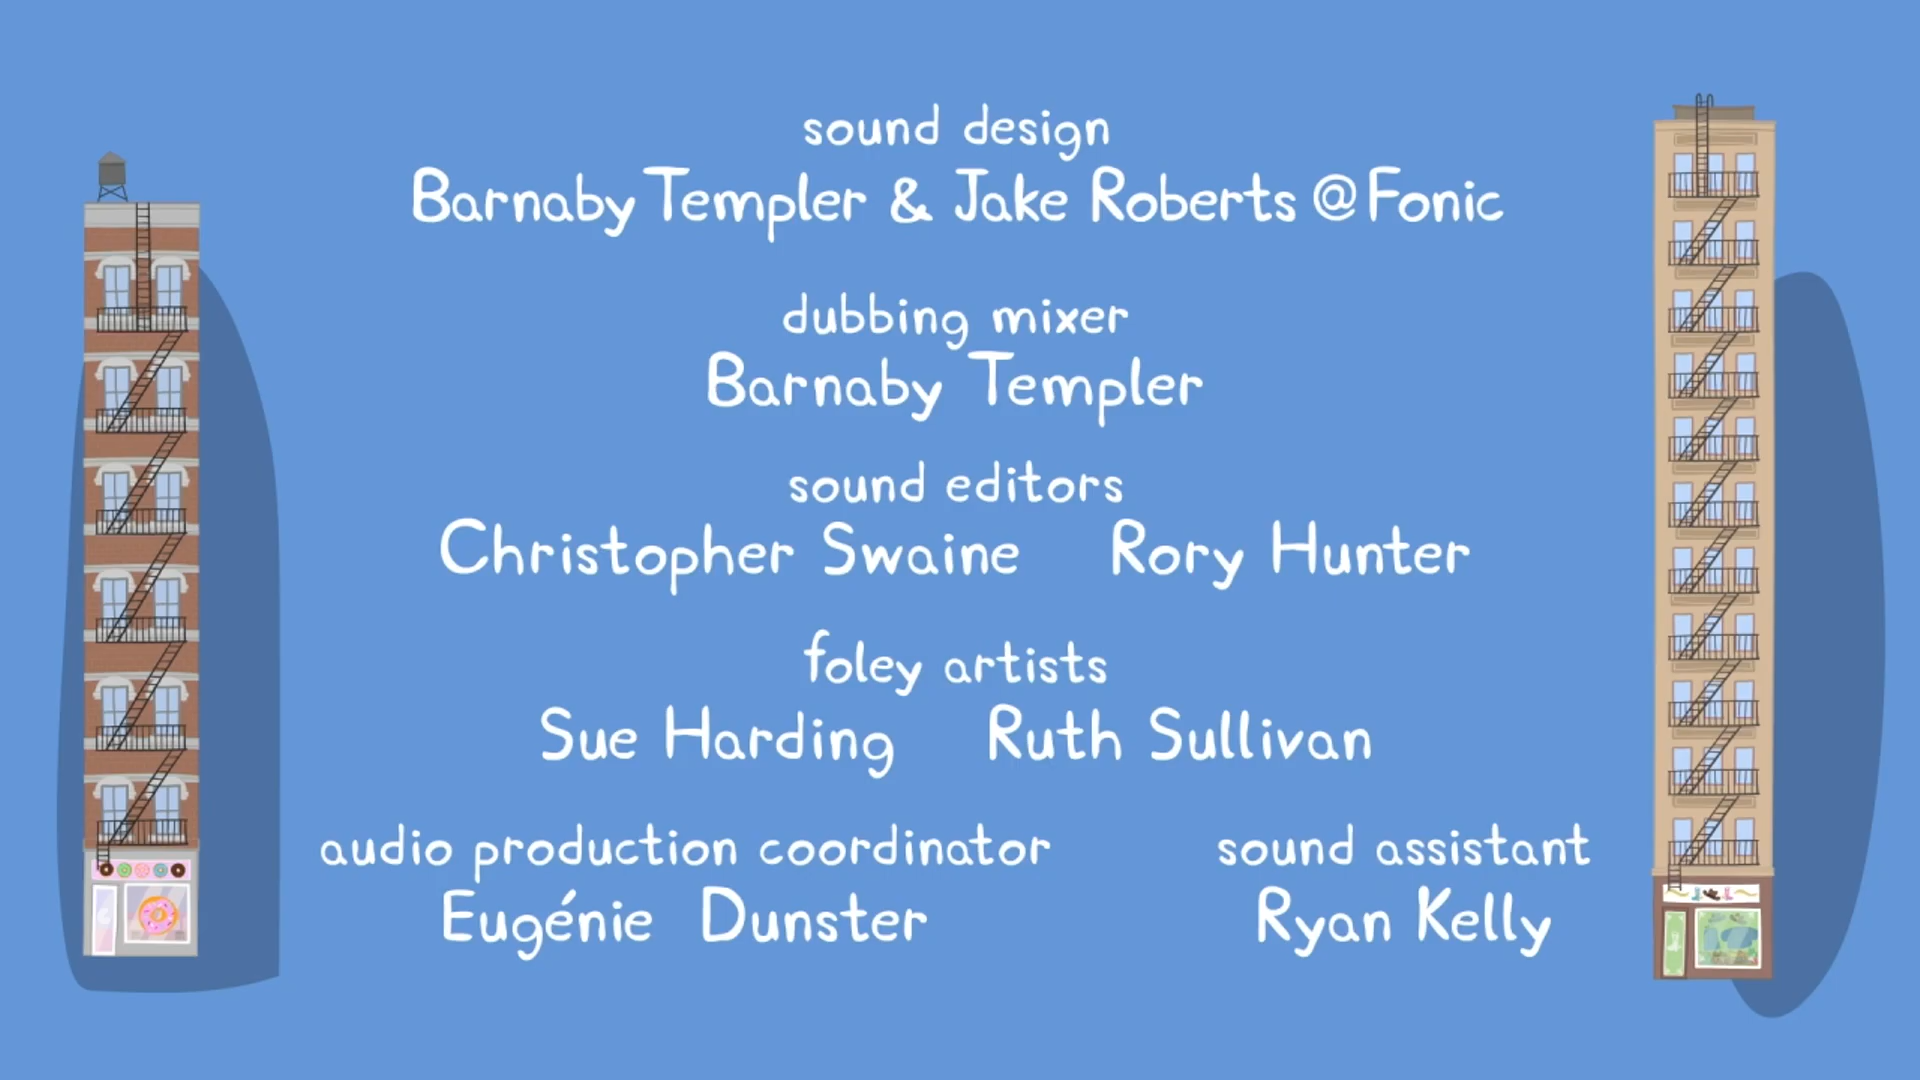 sound design
Barnaby Templer & Jake Roberts @ Fonic
dubbing mixer
Barnaby Templer
sound editors
Christopher Swaine Rory Hunter
foley artists
Sue Harding Ruth Sullivan
audio production coordinator sound assistant
Eugénie Dunster Ryan Kelly